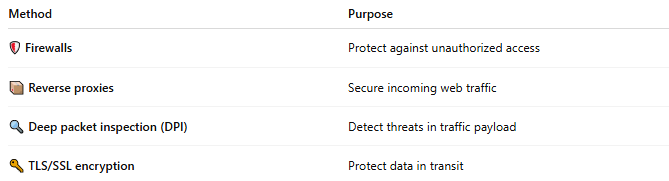 Method Purpose
Firewalls Protect against unauthorized access
Reverse proxies Secure incoming web traffic
Deep packet inspection (DPI) Detect threats in traffic payload
TLS/SSL encryption Protect data in transit